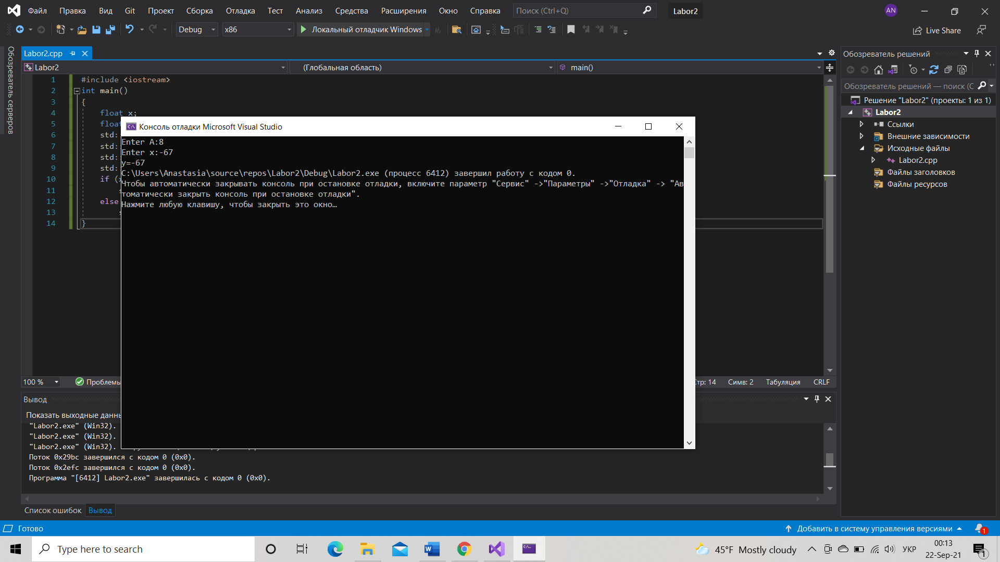 Файл Правка Вид Git Проект Сборка Отладка Тест Анализ Средства Расширения Окно Справка Поиск (Ctrl+Q) Labor2 AN
Debug x86 Локальный отладчик Windows Live Share
Обозреватель серверов
Labor2.cpp
Labor2 (Глобальная область) main()
1 #include <iostream>
2 int main()
3 {
4 float x;
5 float
6 std:
7 std:
8 std:
9 std:
10 if (
11
12 else
13
14 }
Консоль отладки Microsoft Visual Studio
Enter A:8
Enter x:-67
y=-67
C:\Users\Anastasia\source\repos\Labor2\Debug\Labor2.exe (процесс 6412) завершил работу с кодом 0.
Чтобы автоматически закрывать консоль при остановке отладки, включите параметр "Сервис" ->"Параметры" ->"Отладка" -> "Ав
томатически закрыть консоль при остановке отладки".
Нажмите любую клавишу, чтобы закрыть это окно…
100 % Проблемы
Стр: 14 Симв: 2 Табуляция CRLF
Вывод
Показать выходные данны
"Labor2.exe" (Win32).
"Labor2.exe" (Win32).
"Labor2.exe" (Win32).
Поток 0x29bc завершился с кодом 0 (0x0).
Поток 0x2efc завершился с кодом 0 (0x0).
Программа "[6412] Labor2.exe" завершилась с кодом 0 (0x0).
Список ошибок Вывод
Обозреватель решений
Обозреватель решений — поиск (С
Решение "Labor2" (проекты: 1 из 1)
Labor2
Ссылки
Внешние зависимости
Исходные файлы
Labor2.cpp
Файлы заголовков
Файлы ресурсов
Готово Добавить в систему управления версиями 1
Type here to search 45°F Mostly cloudy УКР 00:13
22-Sep-21 1